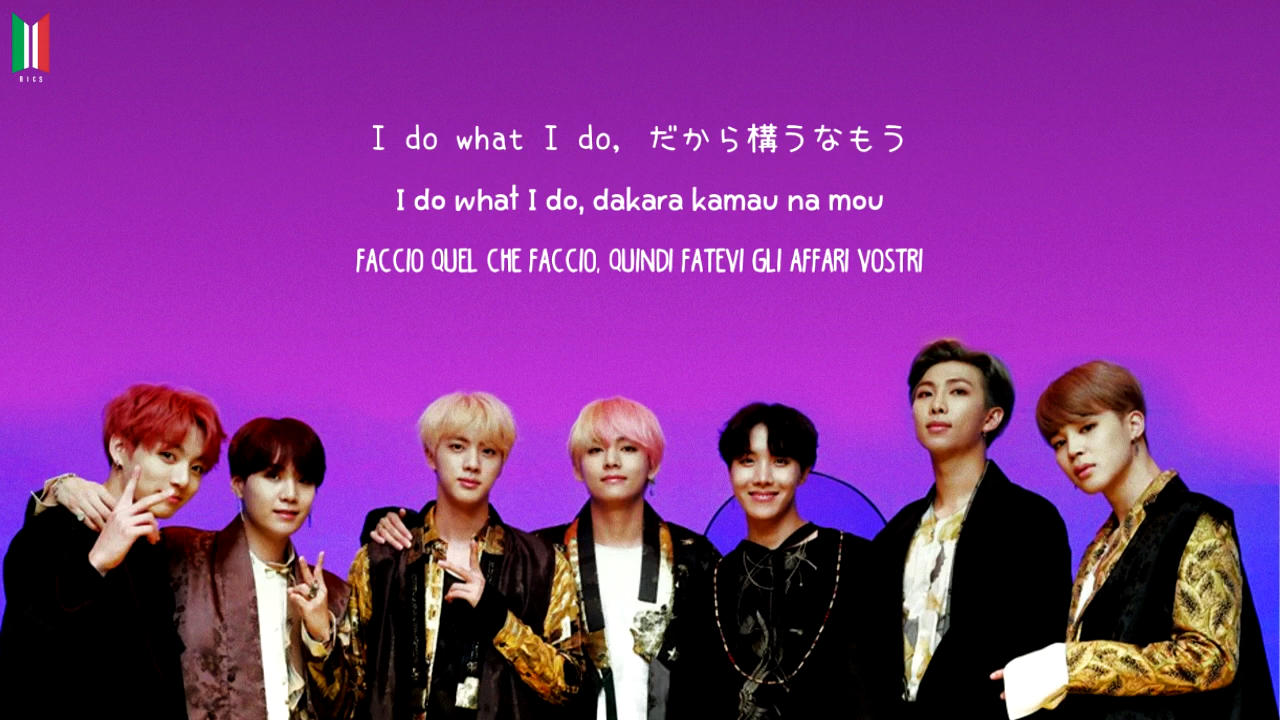 BICS
I do what I do, だから構うなもう
I do what I do, dakara kamau na mou
FACCIO QUEL CHE FACCIO, QUINDI FATEVI GLI AFFARI VOSTRI